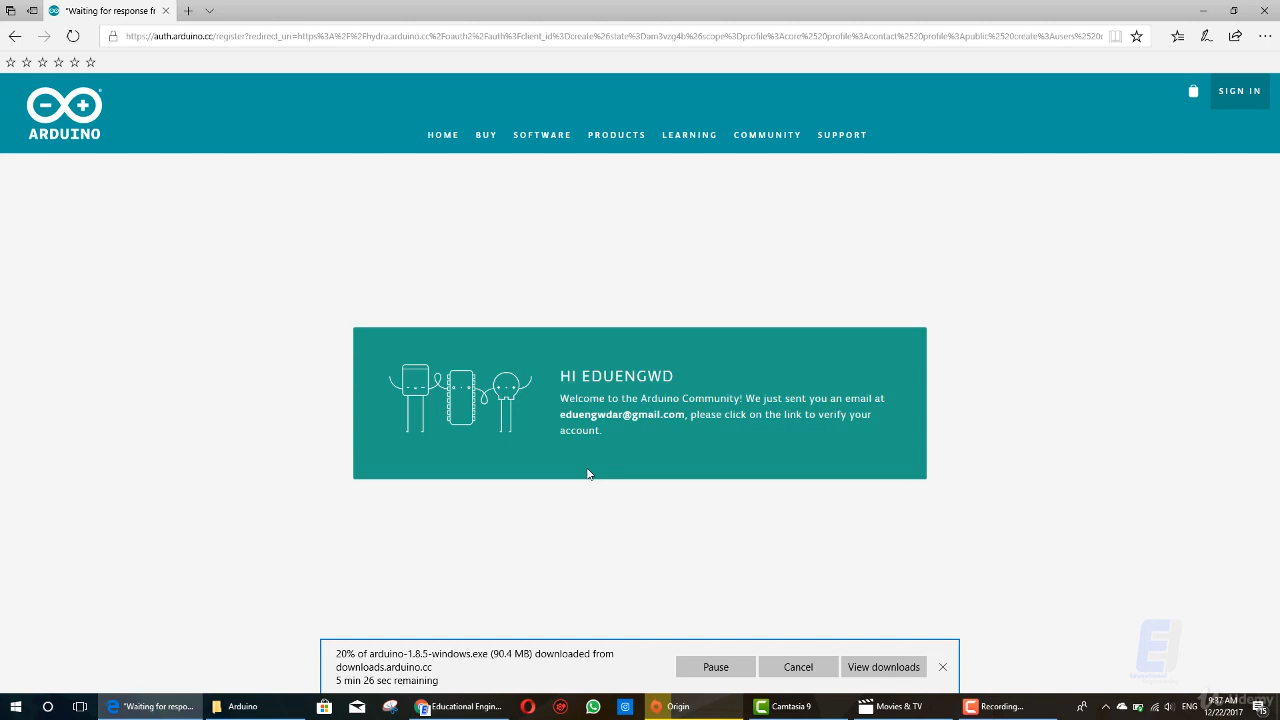 "Waiting for response f
https://auth.arduino.cc/register?redirect_uri=https%3A%2F%2Fhydra.arduino.cc%2Foauth2%2Fauth%3Fclient_id%3Dcreate%26state%3Dam3vzg4b%26scope%3Dprofile%3Acore%2520profile%3Acontact%2520profile%3Apublic%2520create%3Ausers%2520c
ARDUINO
SIGN IN
HOME BUY SOFTWARE PRODUCTS LEARNING COMMUNITY SUPPORT
HI EDUENGWD
Welcome to the Arduino Community! We just sent you an email at
eduengwdar@gmail.com, please click on the link to verify your
account.
20% of arduino-1.8.5-windows.exe (90.4 MB) downloaded from
downloads.arduino.cc
5 min 26 sec remaining
Pause Cancel View downloads
"Waiting for respo... Arduino Educational Engine... Origin Camtasia 9 Movies & TV Recording...
9:37 AM
12/22/2017
Udemy